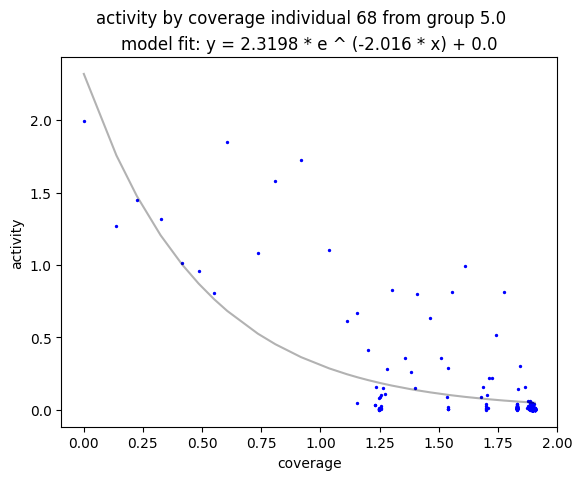 activity by coverage individual 68 from group 5.0
model fit: y = 2.3198 * e ^ (-2.016 * x) + 0.0
2.0
1.5
1.0
0.5
0.0
activity
0.00 0.25 0.50 0.75 1.00 1.25 1.50 1.75 2.00
coverage